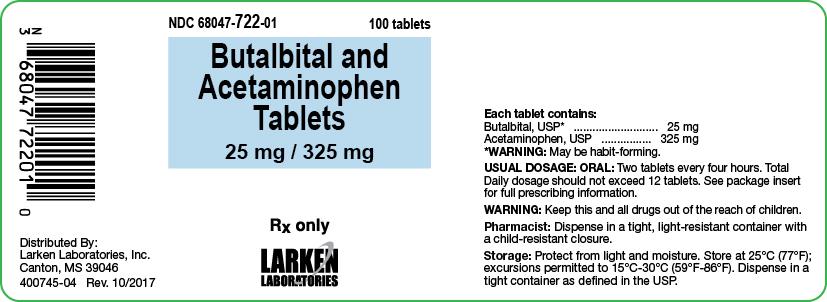 N
3
68047 72201
0
Distributed By:
Larken Laboratories, Inc.
Canton, MS 39046
400745-04 Rev. 10/2017
NDC 68047-722-01 100 tablets
Butalbital and
Acetaminophen
Tablets
25 mg / 325 mg
Rx only
LARKEN
LABORATORIES
Each tablet contains:
Butalbital, USP* ........................... 25 mg
Acetaminophen, USP ................ 325 mg
*WARNING: May be habit-forming.
USUAL DOSAGE: ORAL: Two tablets every four hours. Total
Daily dosage should not exceed 12 tablets. See package insert
for full prescribing information.
WARNING: Keep this and all drugs out of the reach of children.
Pharmacist: Dispense in a tight, light-resistant container with
a child-resistant closure.
Storage: Protect from light and moisture. Store at 25°C (77°F);
excursions permitted to 15°C-30°C (59°F-86°F). Dispense in a
tight container as defined in the USP.